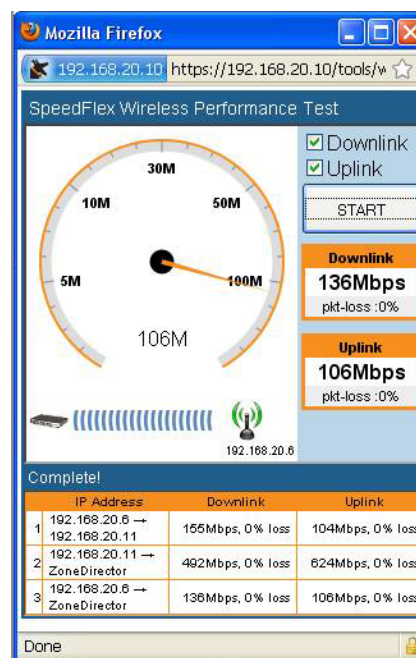 Mozilla Firefox
192.168.20.10 https://192.168.20.10/tools/w
SpeedFlex Wireless Performance Test
Downlink
Uplink
START
30M
10M
50M
5M
100M
106M
Downlink
136Mbps
pkt-loss :0%
Uplink
106Mbps
pkt-loss :0%
192.168.20.6
Complete!
IP Address Downlink Uplink
1 192.168.20.6 → 192.168.20.11 155Mbps, 0% loss 104Mbps, 0% loss
2 192.168.20.11 → ZoneDirector 492Mbps, 0% loss 624Mbps, 0% loss
3 192.168.20.6 → ZoneDirector 136Mbps, 0% loss 106Mbps, 0% loss
Done